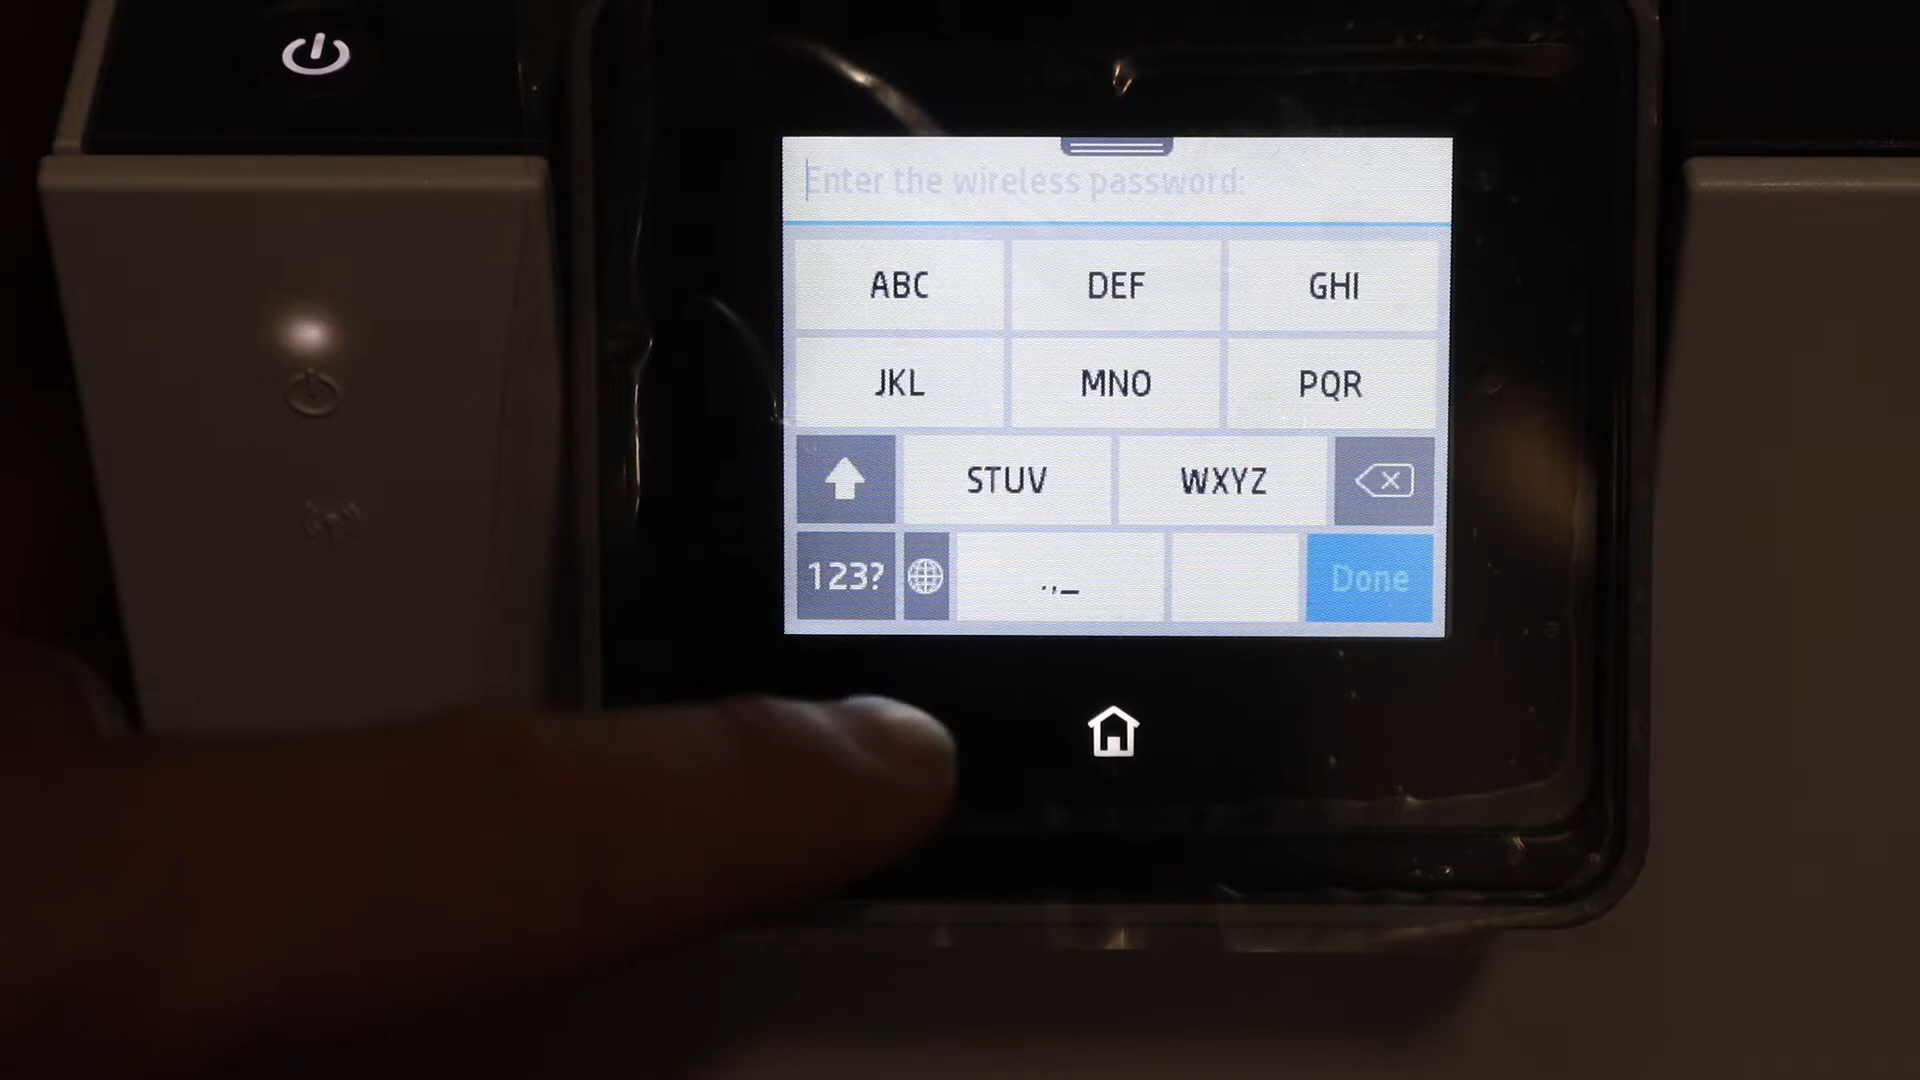 Enter the wireless password:
ABC
DEF
GHI
JKL
MNO
PQR
STUV
WXYZ
123?
.,_
Done